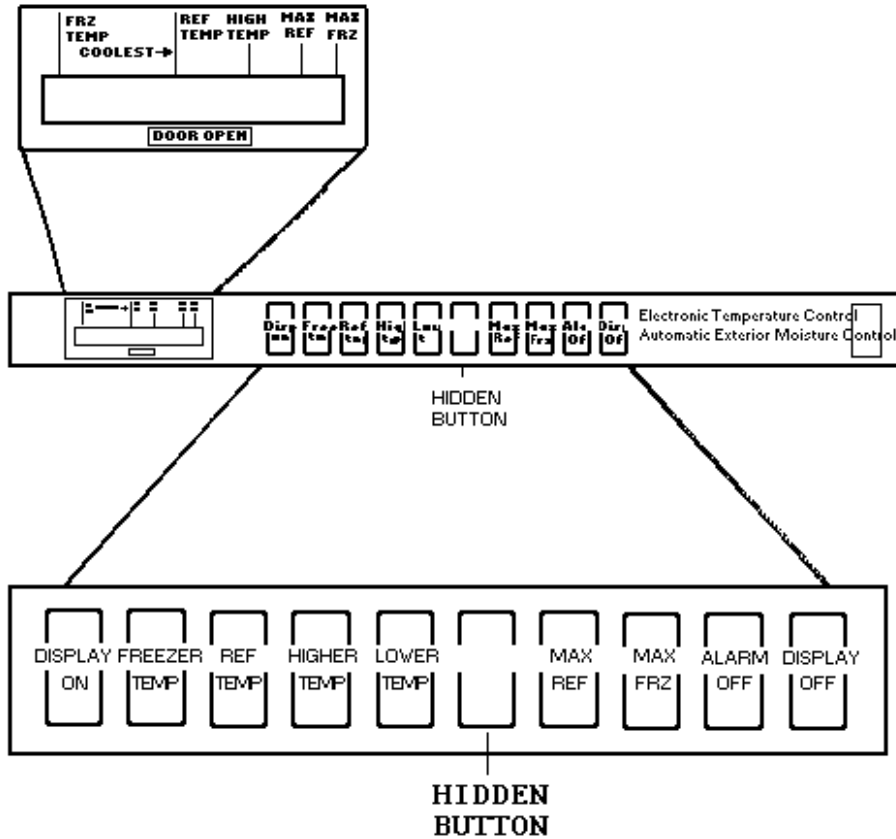 FRZ REF HIGH MAX MAX
TEMP TEMP TEMP REF FRZ
COOLEST→
DOOR OPEN
Electronic Temperature Control
Automatic Exterior Moisture Control
HIDDEN
BUTTON
DISPLAY FREEZER REF HIGHER LOWER MAX MAX ALARM DISPLAY
ON TEMP TEMP TEMP TEMP REF FRZ OFF OFF
HIDDEN
BUTTON